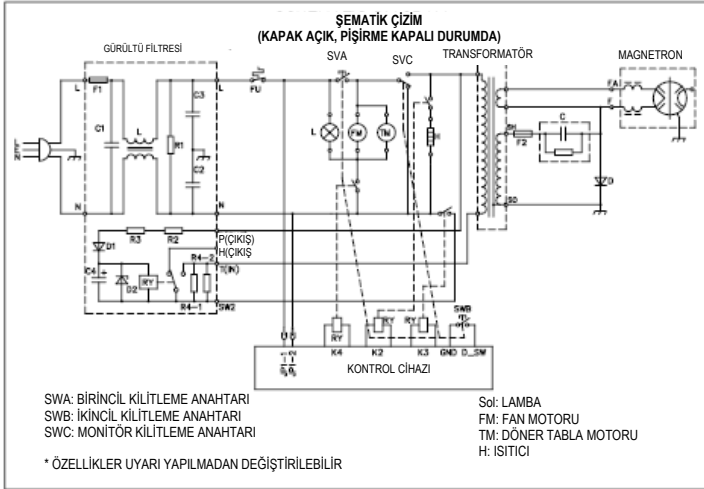 ŞEMATİK ÇİZİM
(KAPAK AÇIK, PİŞİRME KAPALI DURUMDA)
GÜRÜLTÜ FİLTRESİ
SVA
SVC
TRANSFORMATÖR
MAGNETRON
L
F1
C1
L
R1
C3
C2
L
FU
L
FM
TM
H
FA
F
5H
F2
C
D
SO
N
N
D1
R3
R2
P(ÇIKIŞ)
H(ÇIKIŞ
R4-2
T(IN)
C4
D2
RY
R4-1
SW2
RY
RY
RY
SWB
K4
K2
K3
GND
D_SW
KONTROL CİHAZI
SWA: BİRİNCİL KİLİTLEME ANAHTARI
SWB: İKİNCİL KİLİTLEME ANAHTARI
SWC: MONİTÖR KİLİTLEME ANAHTARI
* ÖZELLİKLER UYARI YAPILMADAN DEĞİŞTİRİLEBİLİR
Sol: LAMBA
FM: FAN MOTORU
TM: DÖNER TABLA MOTORU
H: ISITICI